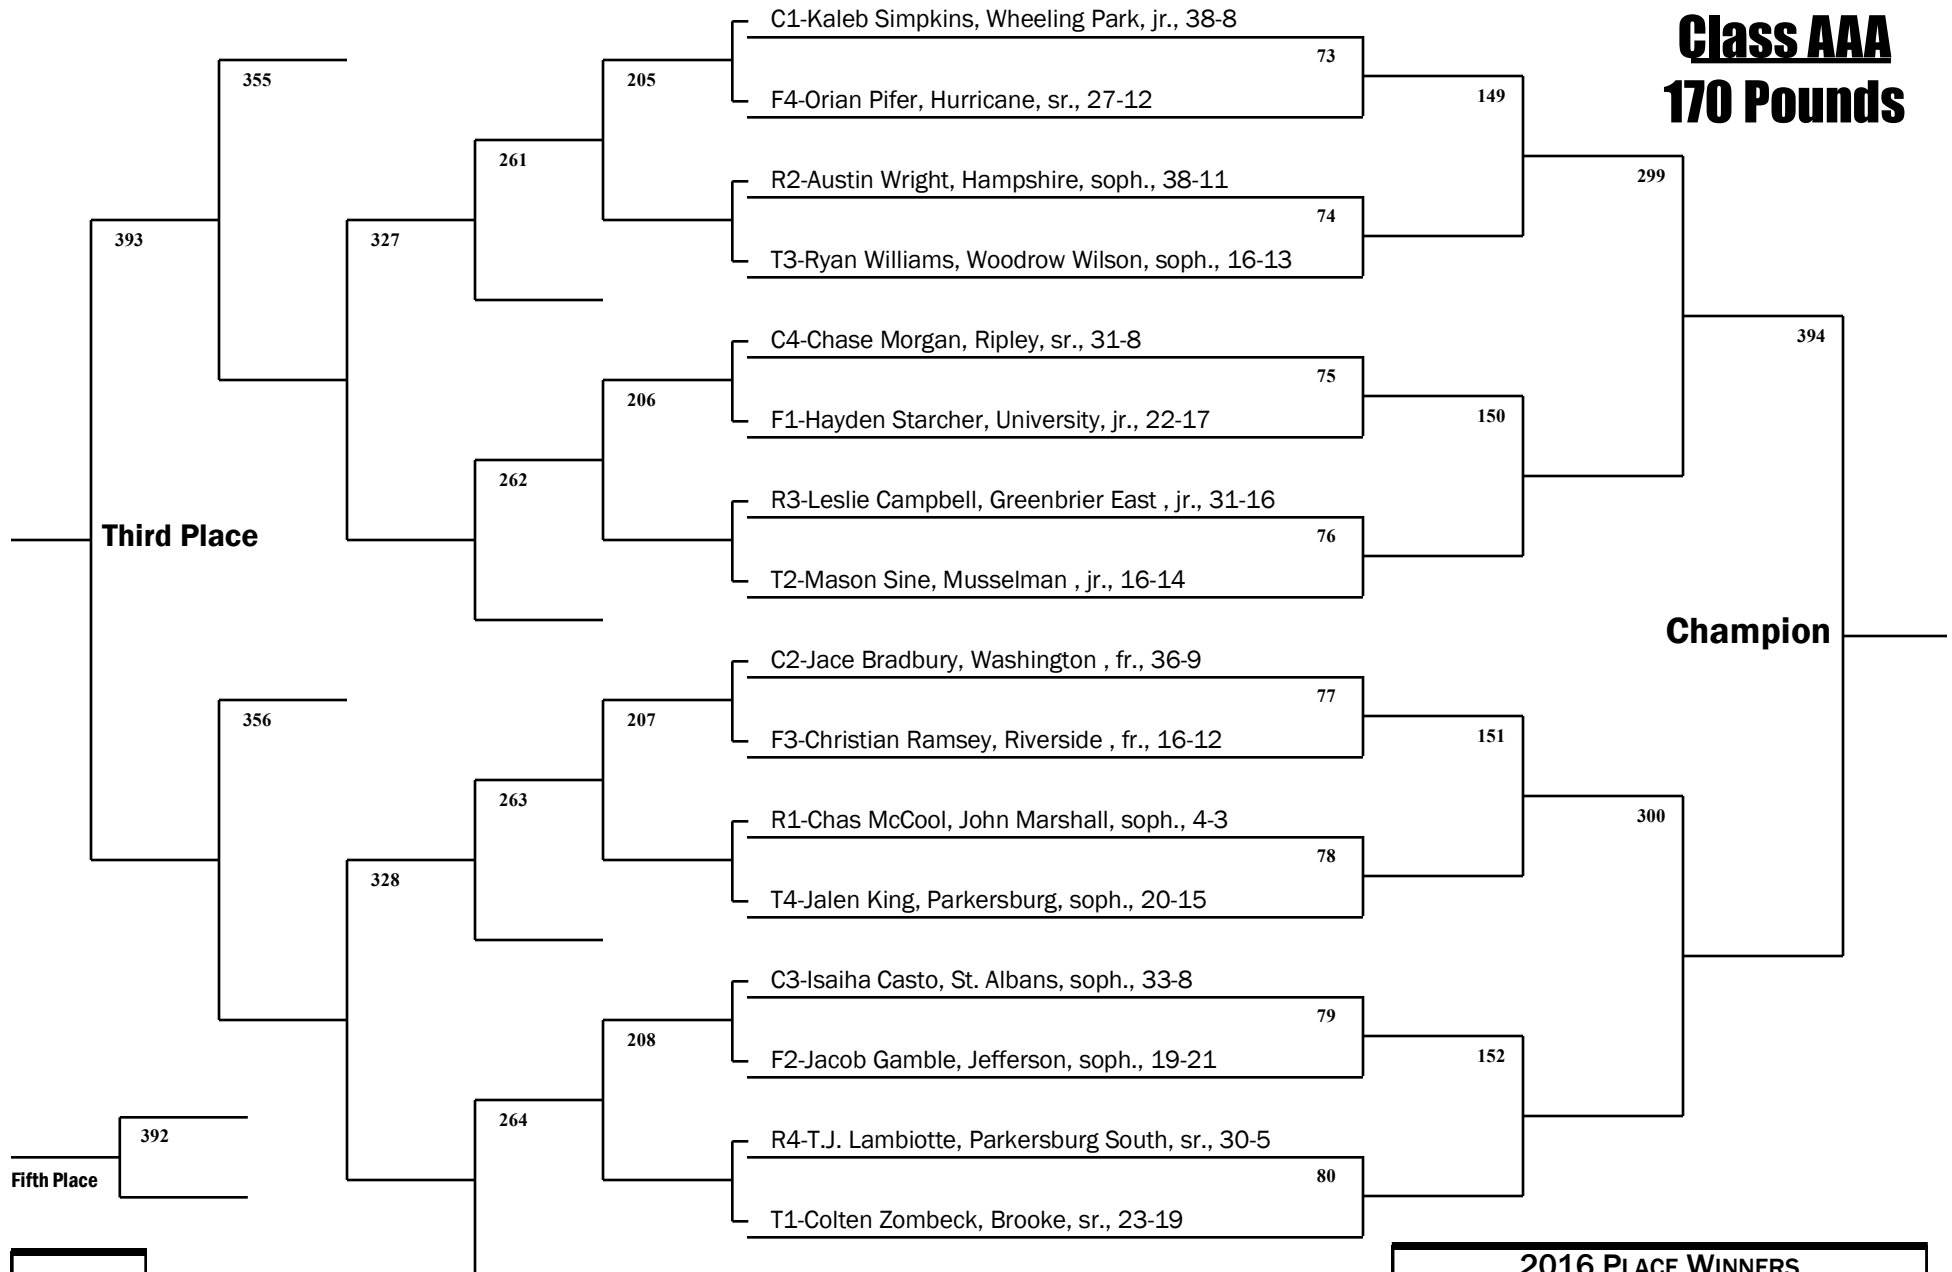 Class AAA
170 Pounds
C1-Kaleb Simpkins, Wheeling Park, jr., 38-8
73
355
205
F4-Orian Pifer, Hurricane, sr., 27-12
149
261
R2-Austin Wright, Hampshire, soph., 38-11
299
74
393
327
T3-Ryan Williams, Woodrow Wilson, soph., 16-13
C4-Chase Morgan, Ripley, sr., 31-8
394
75
206
F1-Hayden Starcher, University, jr., 22-17
150
262
R3-Leslie Campbell, Greenbrier East , jr., 31-16
76
Third Place
T2-Mason Sine, Musselman , jr., 16-14
Champion
C2-Jace Bradbury, Washington , fr., 36-9
77
356
207
F3-Christian Ramsey, Riverside , fr., 16-12
151
263
R1-Chas McCool, John Marshall, soph., 4-3
300
78
328
T4-Jalen King, Parkersburg, soph., 20-15
C3-Isaiha Casto, St. Albans, soph., 33-8
79
208
F2-Jacob Gamble, Jefferson, soph., 19-21
152
264
392
R4-T.J. Lambiotte, Parkersburg South, sr., 30-5
80
Fifth Place
T1-Colten Zombeck, Brooke, sr., 23-19
2016 PLACE WINNERS